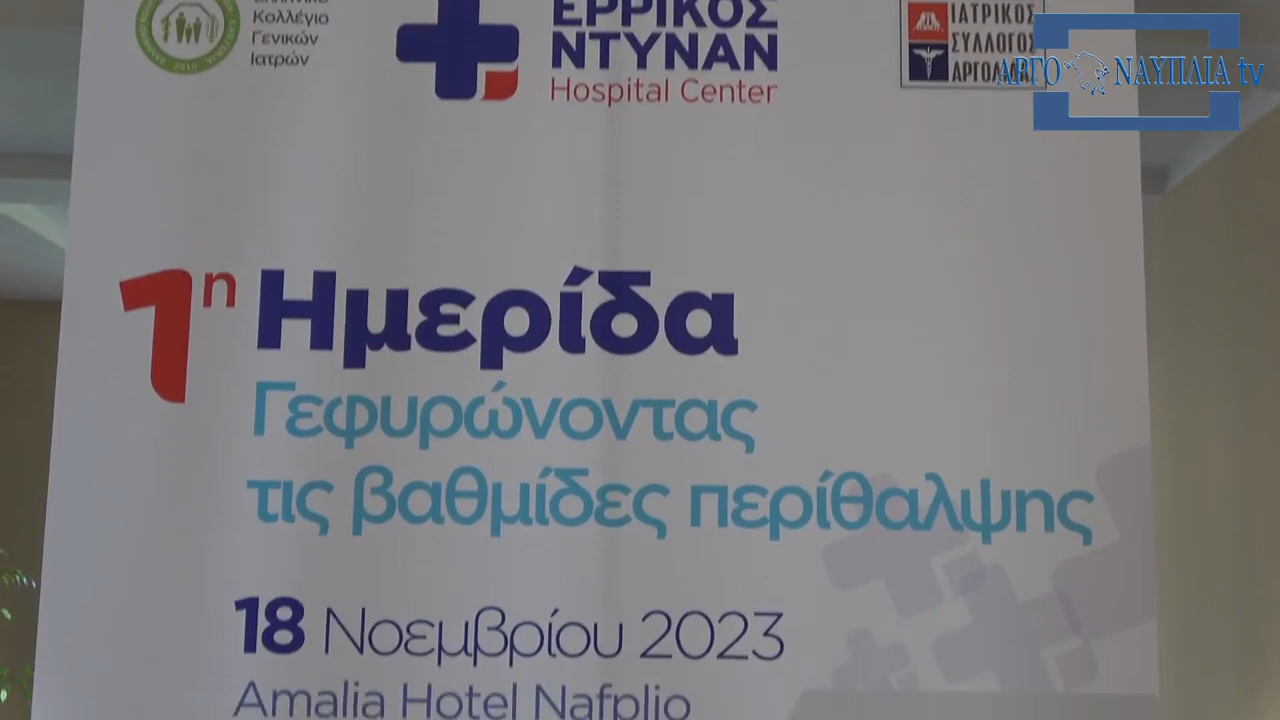 Κολλέγιο
Γενικών
Ιατρών
ΕΡΡΙΚΟΣ
ΝΤΥΝΑΝ
Hospital Center
ΙΑΤΡΙΚΟΣ
ΣΥΛΛΟΓΟΣ
ΑΡΓΟΛΙΔΑΣ
ΑΡΓΟ ΝΑΥΠΛΙΑ tv
1η Ημερίδα
Γεφυρώνοντας
τις βαθμίδες περίθαλψης
18 Νοεμβρίου 2023
Amalia Hotel Nafplio